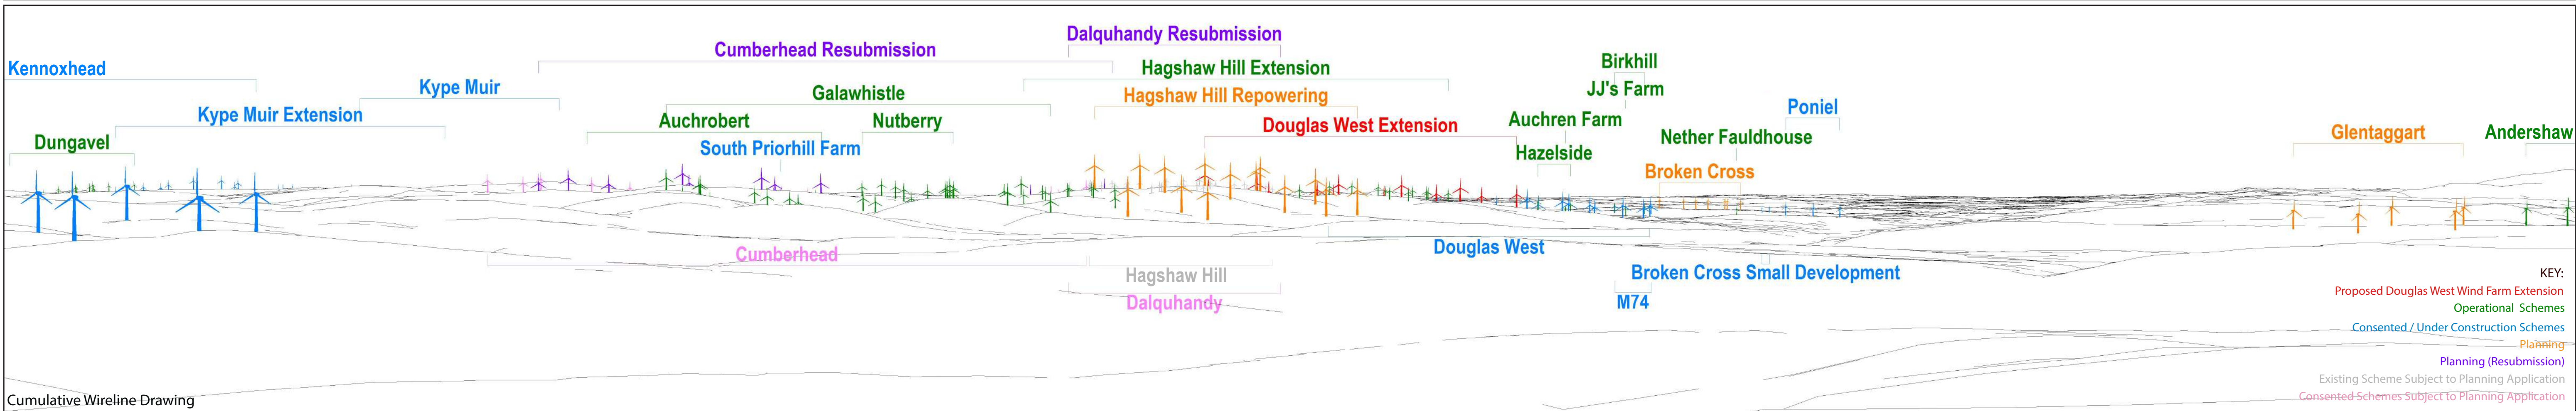 Dalquhandy Resubmission
Cumberhead Resubmission
Birkhill
Kennoxhead
Hagshaw Hill Extension
Kype Muir
JJ's Farm
Galawhistle
Hagshaw Hill Repowering
Poniel
Kype Muir Extension
Auchrobert
Nutberry
Douglas West Extension
Auchren Farm
Nether Fauldhouse
Glentaggart
Andershaw
Dungavel
South Priorhill Farm
Hazelside
Broken Cross
Cumberhead
Douglas West
Hagshaw Hill
Broken Cross Small Development
Dalquhandy
M74
KEY:
Proposed Douglas West Wind Farm Extension
Operational Schemes
Consented / Under Construction Schemes
Planning
Planning (Resubmission)
Existing Scheme Subject to Planning Application
Consented Schemes Subject to Planning Application
Cumulative Wireline Drawing